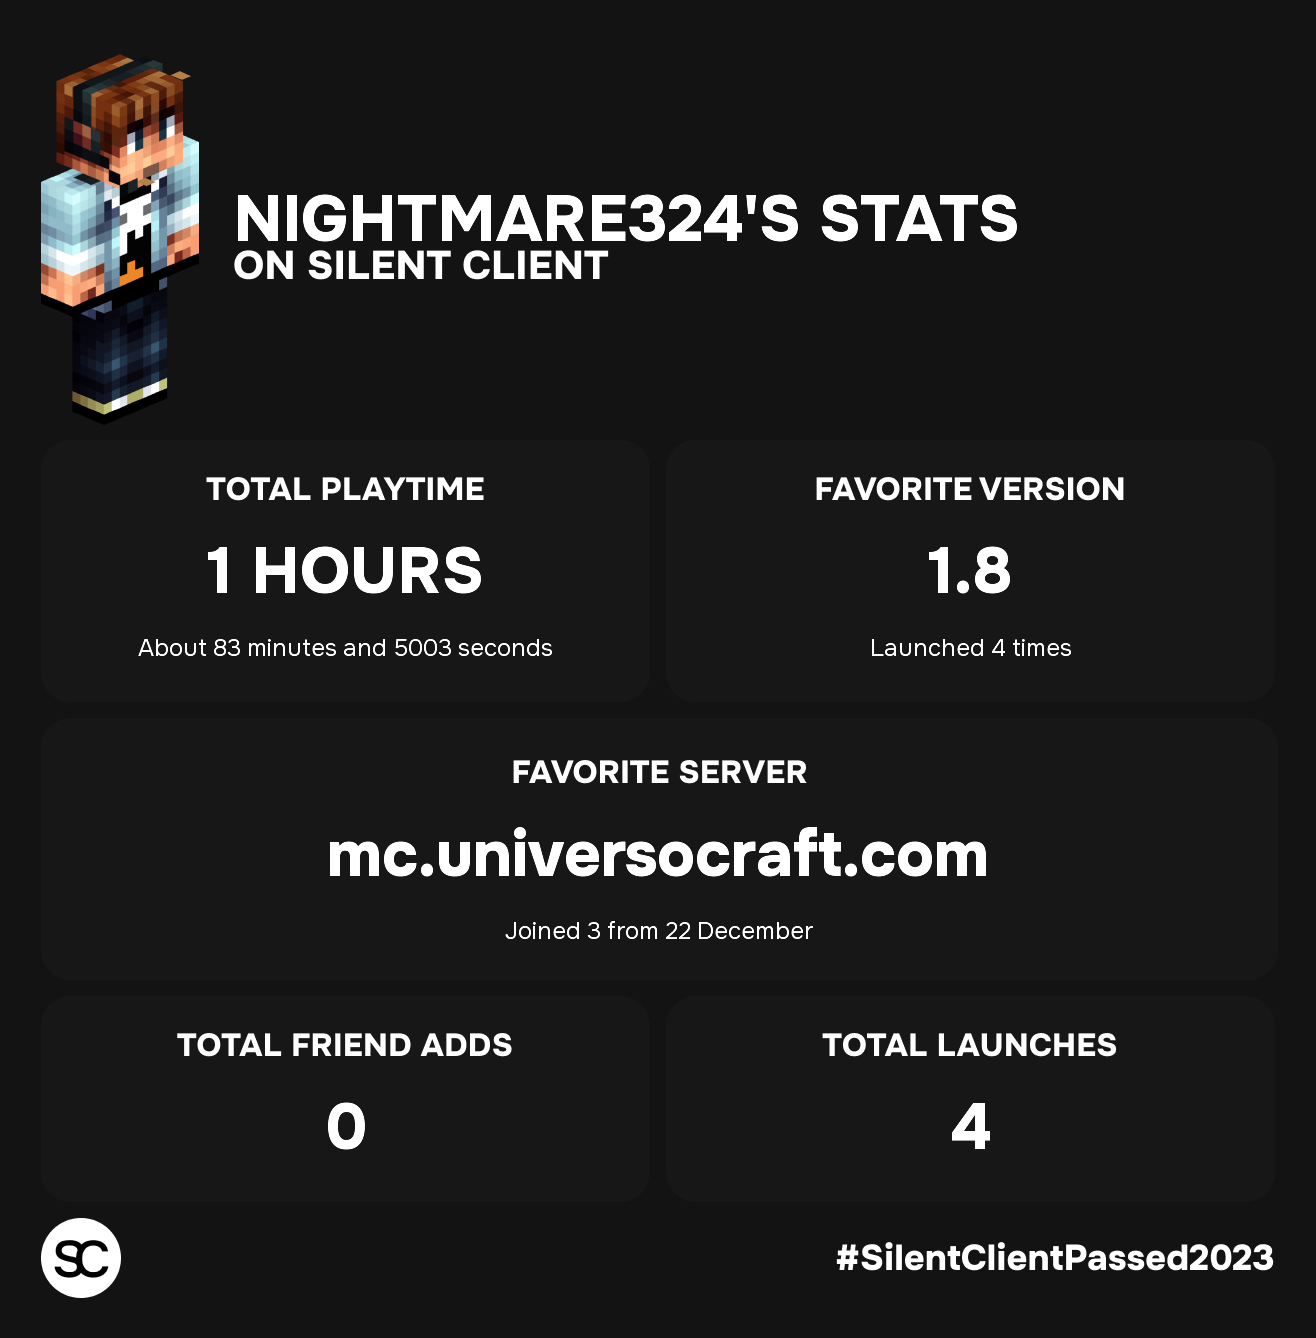 NIGHTMARE324'S STATS
ON SILENT CLIENT
TOTAL PLAYTIME
1 HOURS
About 83 minutes and 5003 seconds
FAVORITE VERSION
1.8
Launched 4 times
FAVORITE SERVER
mc.universocraft.com
Joined 3 from 22 December
TOTAL FRIEND ADDS
0
TOTAL LAUNCHES
4
SC
#SilentClientPassed2023